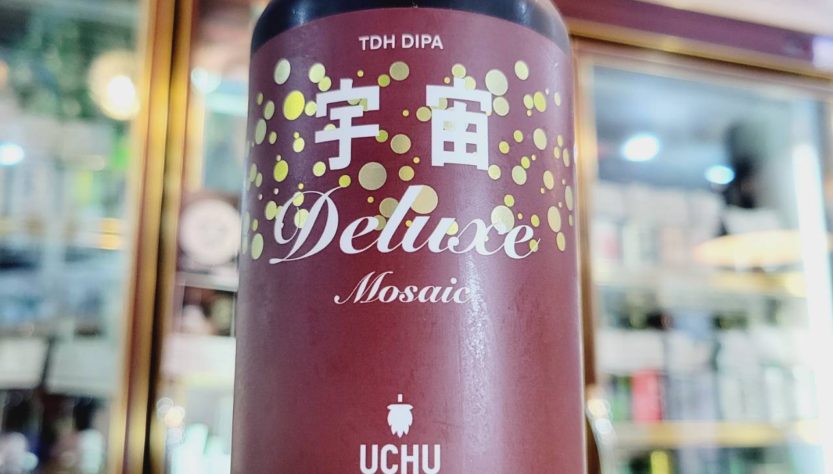 TDH DIPA
宇宙
Deluxe
Mosaic
UCHU